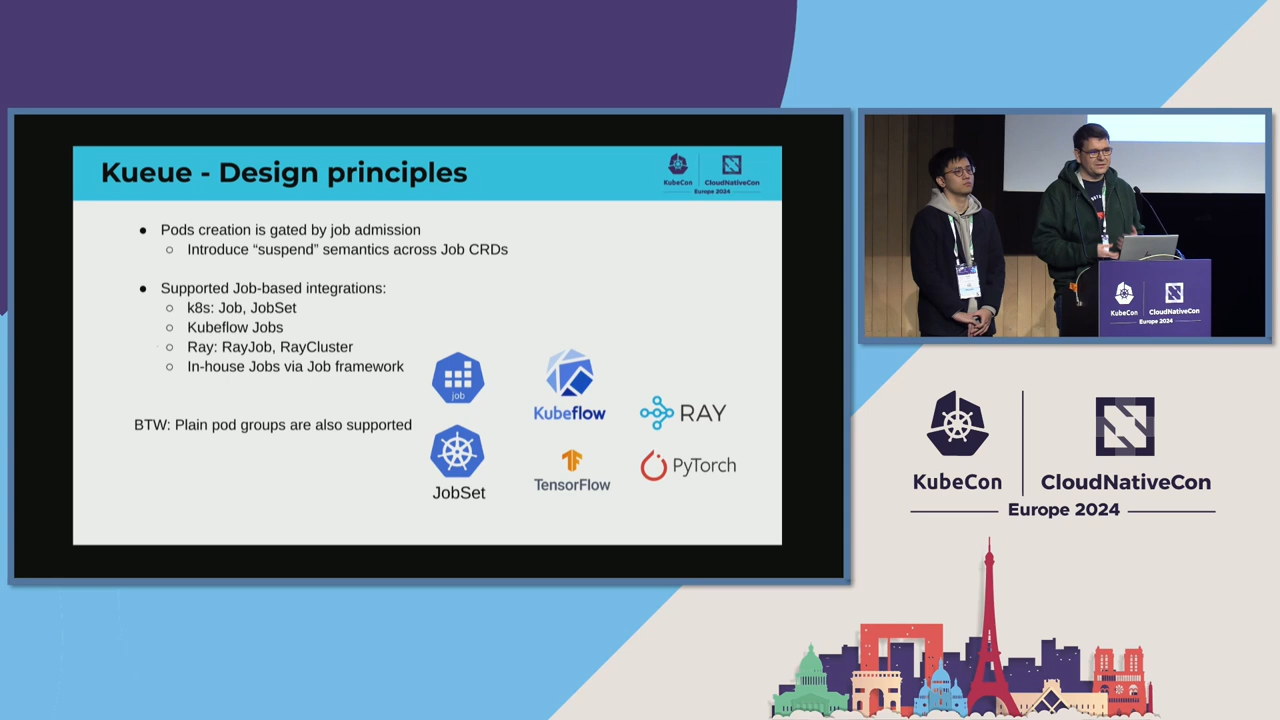 Kueue - Design principles
KubeCon
CloudNativeCon
Europe 2024
● Pods creation is gated by job admission
○ Introduce “suspend” semantics across Job CRDs
● Supported Job-based integrations:
○ k8s: Job, JobSet
○ Kubeflow Jobs
○ Ray: RayJob, RayCluster
○ In-house Jobs via Job framework
BTW: Plain pod groups are also supported
job
Kubeflow
RAY
JobSet
TensorFlow
PyTorch
KubeCon
CloudNativeCon
Europe 2024
KubeCon
CloudNativeCon
Europe 2024